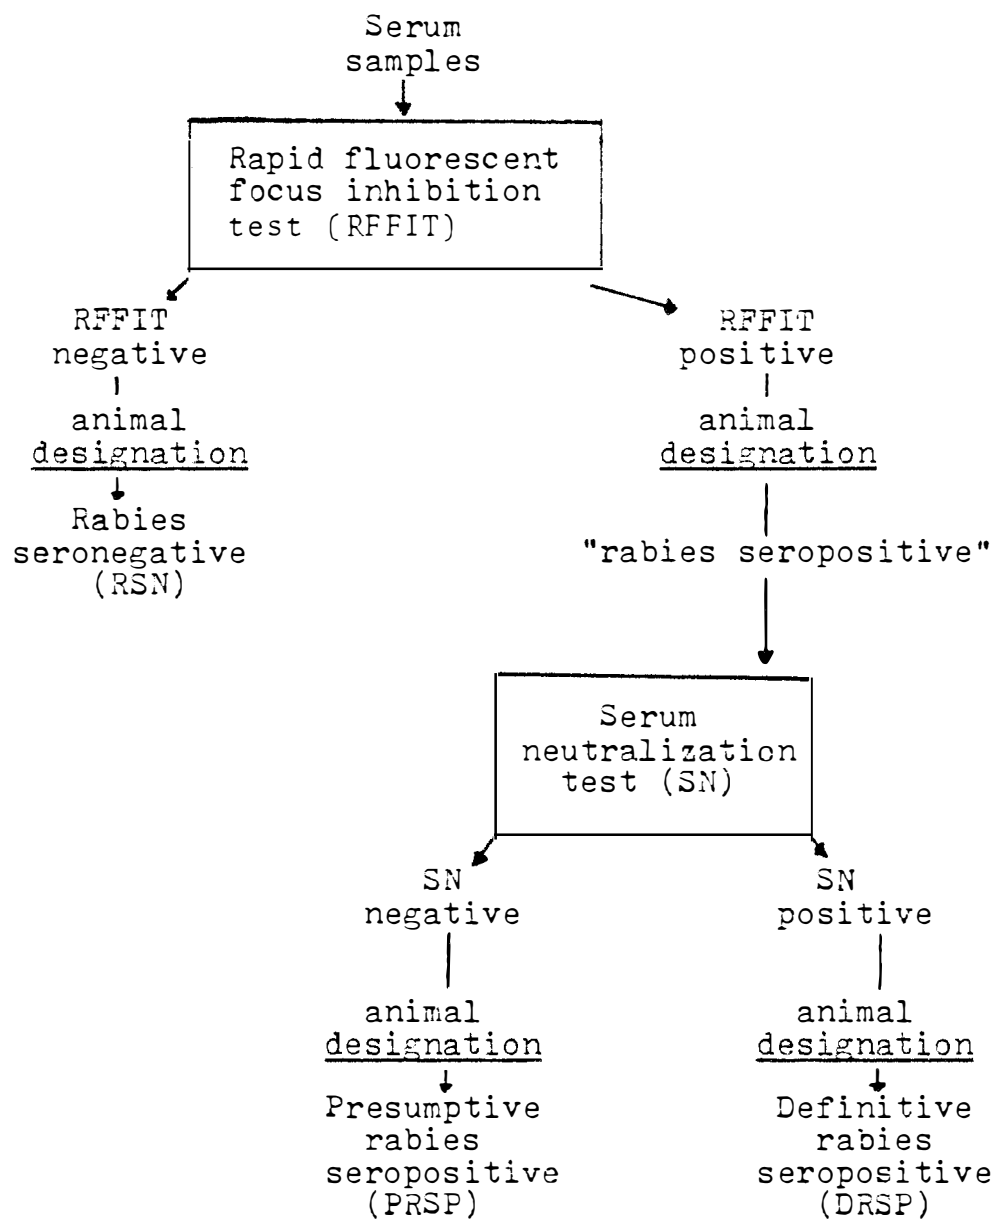 Serum
samples
Rapid fluorescent
focus inhibition
test (RFFIT)
RFFIT
negative
animal
designation
Rabies
seronegative
(RSN)
RFFIT
positive
animal
designation
"rabies seropositive"
Serum
neutralization
test (SN)
SN
negative
animal
designation
Presumptive
rabies
seropositive
(PRSP)
SN
positive
animal
designation
Definitive
rabies
seropositive
(DRSP)